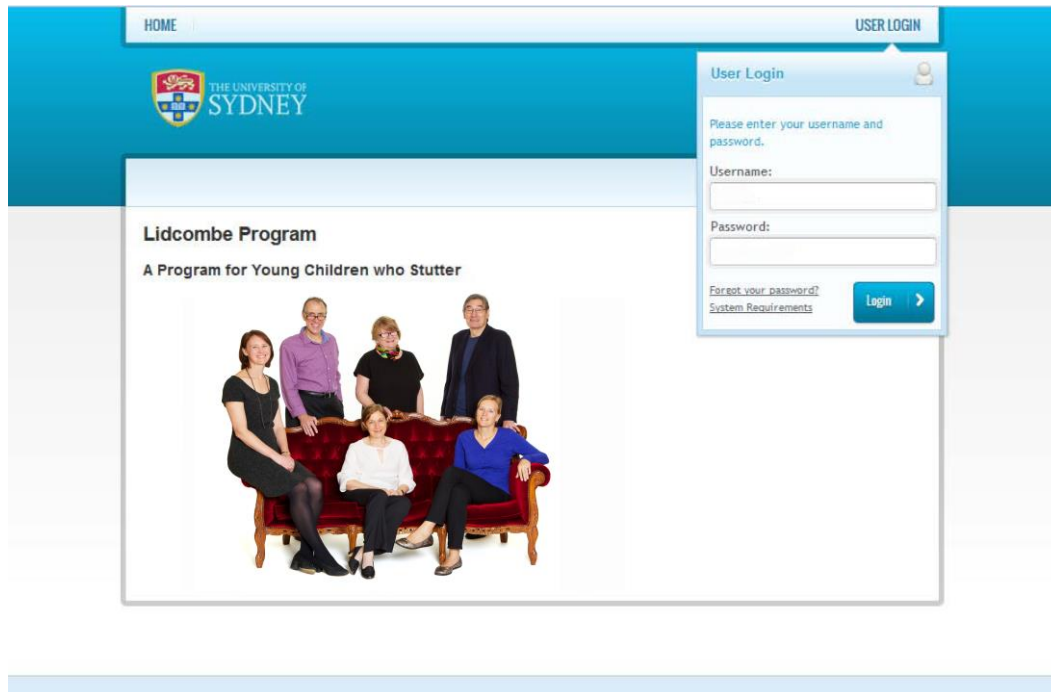 HOME
USER LOGIN
THE UNIVERSITY OF
SYDNEY
User Login
Please enter your username and
password.
Username:
Password:
Forgot your password?
System Requirements
Login
Lidcombe Program
A Program for Young Children who Stutter